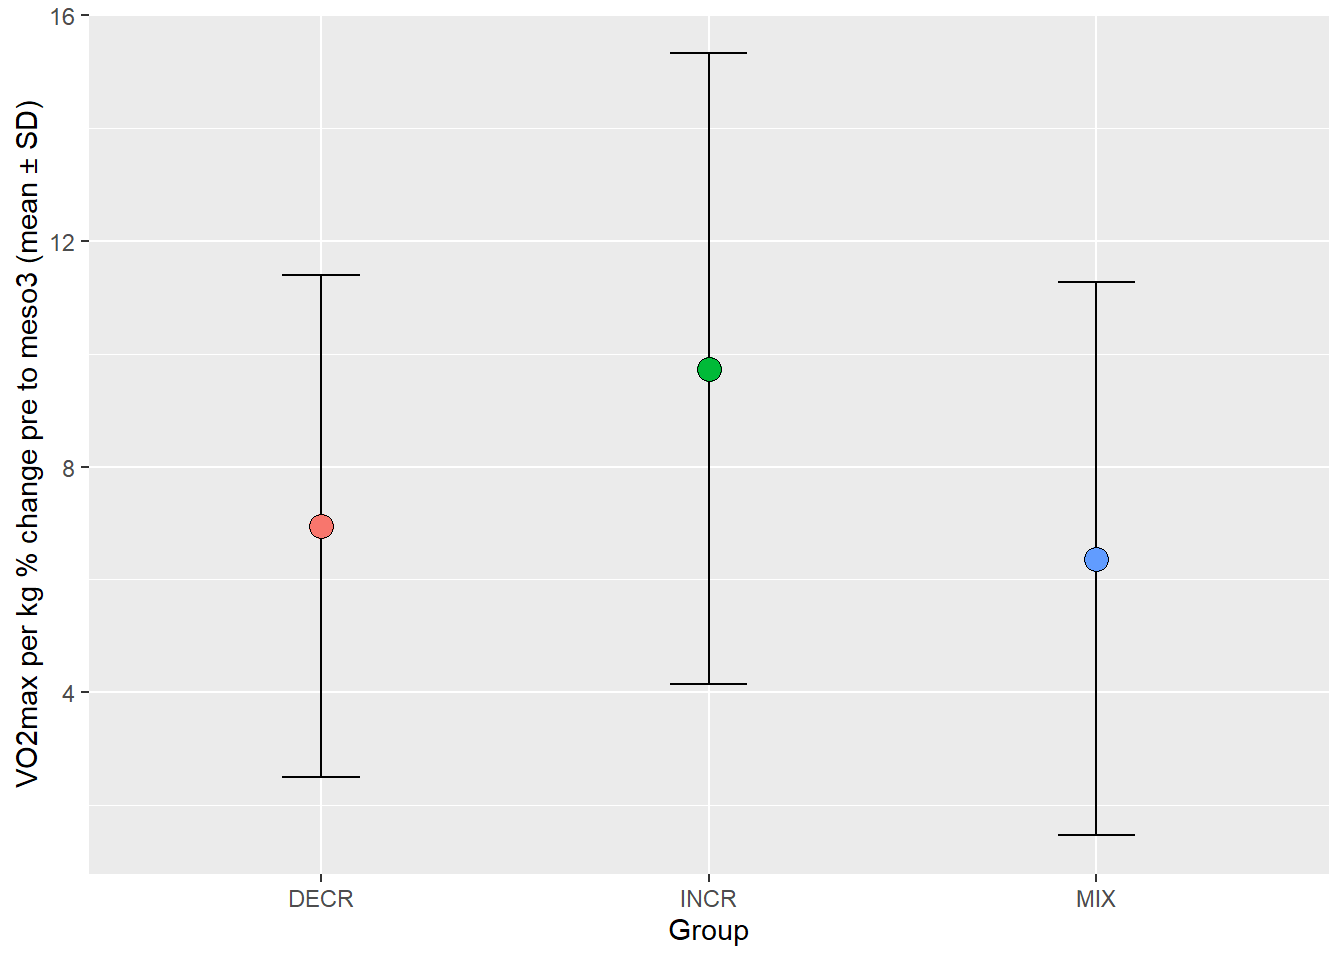 VO2max per kg % change pre to meso3 (mean ± SD)
16
12
8
4
DECR INCR MIX
Group